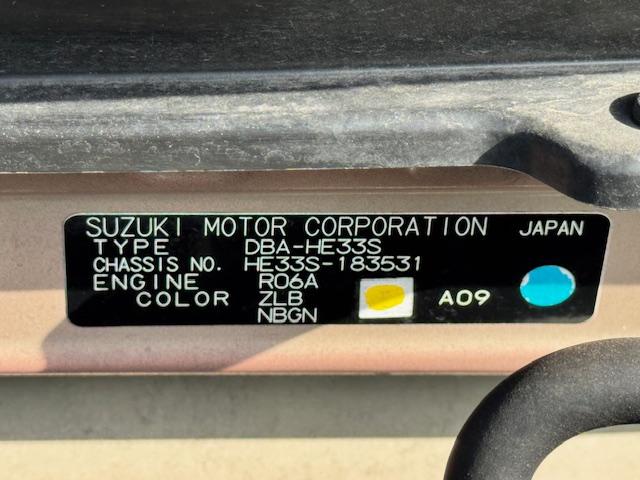 SUZUKI MOTOR CORPORATION JAPAN
TYPE DBA-HE33S
CHASSIS NO. HE33S-183531
ENGINE R06A
COLOR ZLB A09
NBGN